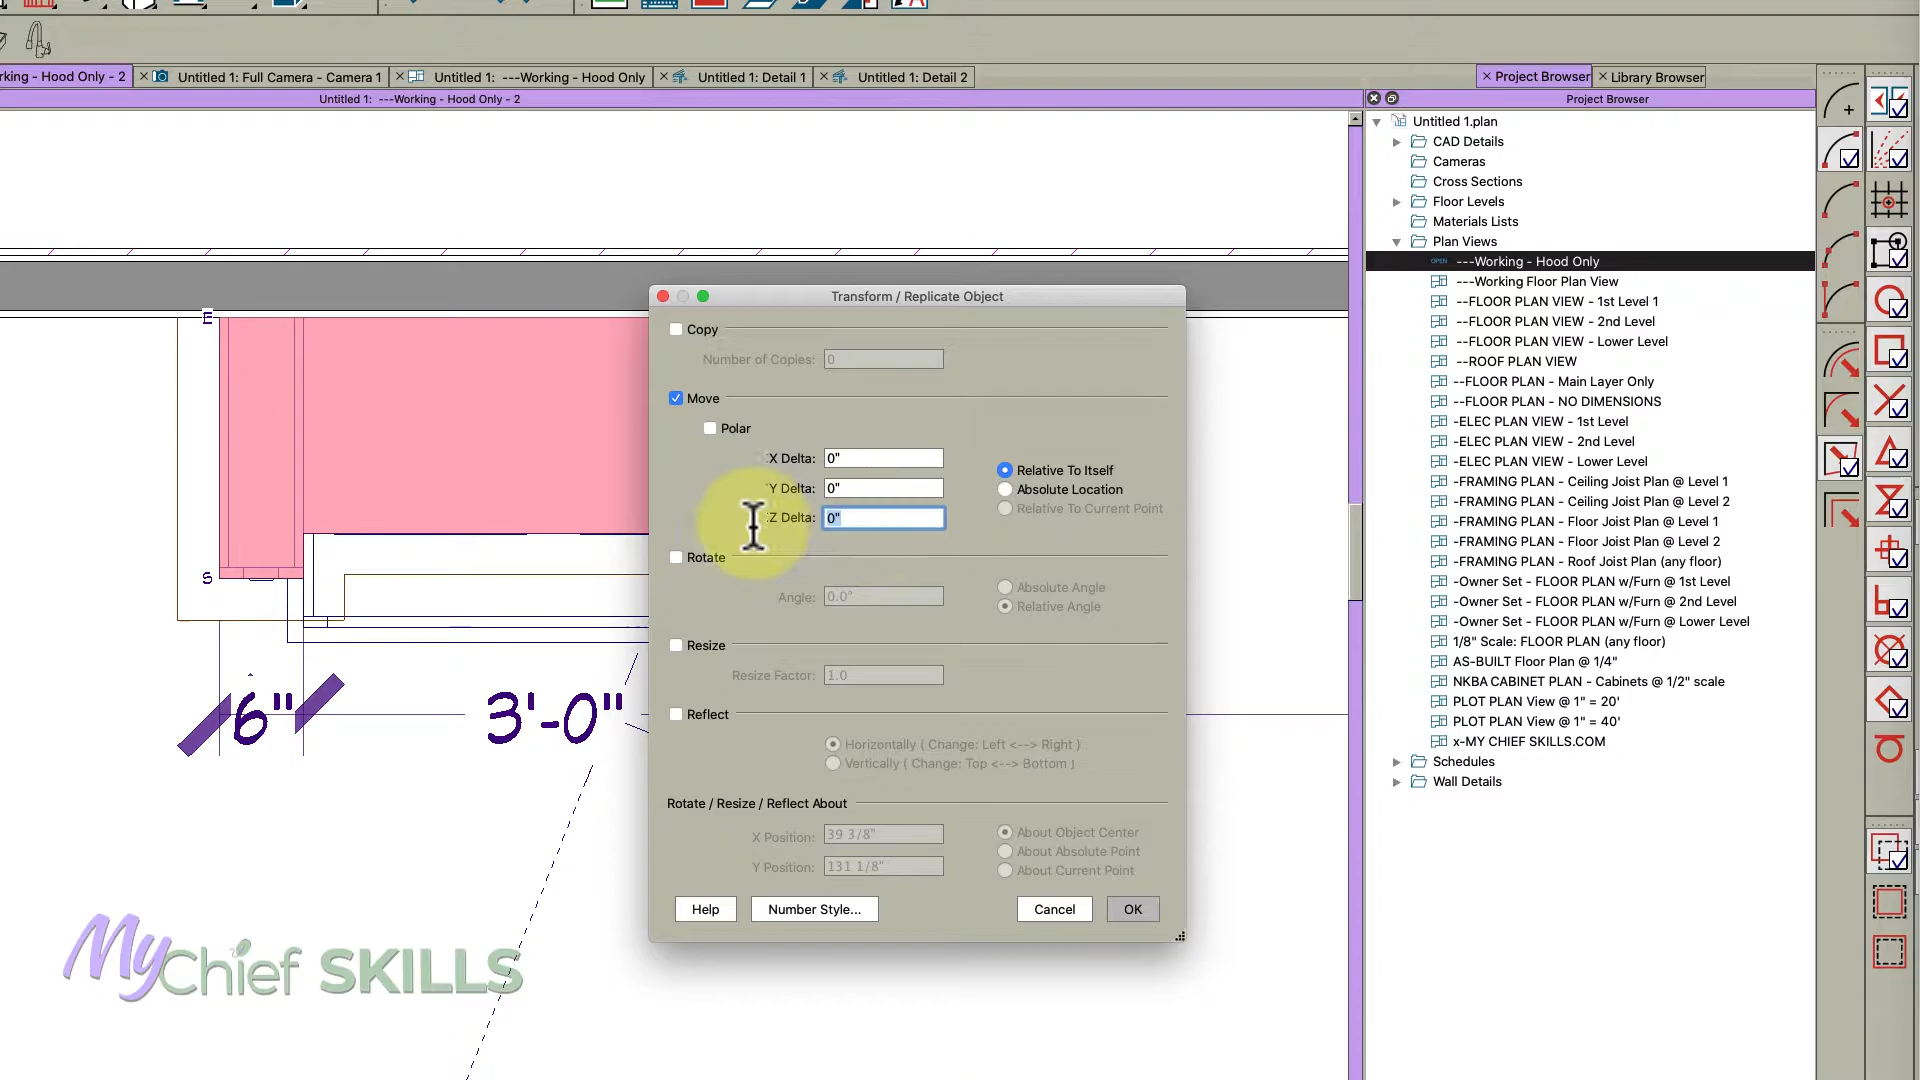 rking - Hood Only - 2
Untitled 1: Full Camera - Camera 1
Untitled 1: ---Working - Hood Only
Untitled 1: Detail 1
Untitled 1: Detail 2
Project Browser
Library Browser
Untitled 1: ---Working - Hood Only - 2
Project Browser
Untitled 1.plan
CAD Details
Cameras
Cross Sections
Floor Levels
Materials Lists
Plan Views
OPEN ---Working - Hood Only
---Working Floor Plan View
--FLOOR PLAN VIEW - 1st Level 1
--FLOOR PLAN VIEW - 2nd Level
--FLOOR PLAN VIEW - Lower Level
--ROOF PLAN VIEW
--FLOOR PLAN - Main Layer Only
--FLOOR PLAN - NO DIMENSIONS
-ELEC PLAN VIEW - 1st Level
-ELEC PLAN VIEW - 2nd Level
-ELEC PLAN VIEW - Lower Level
-FRAMING PLAN - Ceiling Joist Plan @ Level 1
-FRAMING PLAN - Ceiling Joist Plan @ Level 2
-FRAMING PLAN - Floor Joist Plan @ Level 1
-FRAMING PLAN - Floor Joist Plan @ Level 2
-FRAMING PLAN - Roof Joist Plan (any floor)
-Owner Set - FLOOR PLAN w/Furn @ 1st Level
-Owner Set - FLOOR PLAN w/Furn @ 2nd Level
-Owner Set - FLOOR PLAN w/Furn @ Lower Level
1/8" Scale: FLOOR PLAN (any floor)
AS-BUILT Floor Plan @ 1/4"
NKBA CABINET PLAN - Cabinets @ 1/2" scale
PLOT PLAN View @ 1" = 20'
PLOT PLAN View @ 1" = 40'
x-MY CHIEF SKILLS.COM
Schedules
Wall Details
Transform / Replicate Object
Copy
Number of Copies: 0
Move
Polar
X Delta: 0"
Y Delta: 0"
Z Delta: 0"
Relative To Itself
Absolute Location
Relative To Current Point
Rotate
Angle: 0.0°
Absolute Angle
Relative Angle
Resize
Resize Factor: 1.0
Reflect
Horizontally ( Change: Left <--> Right )
Vertically ( Change: Top <--> Bottom )
Rotate / Resize / Reflect About
X Position: 39 3/8"
Y Position: 131 1/8"
About Object Center
About Absolute Point
About Current Point
Help
Number Style...
Cancel
OK
E
S
6"
3'-0"
My Chief SKILLS